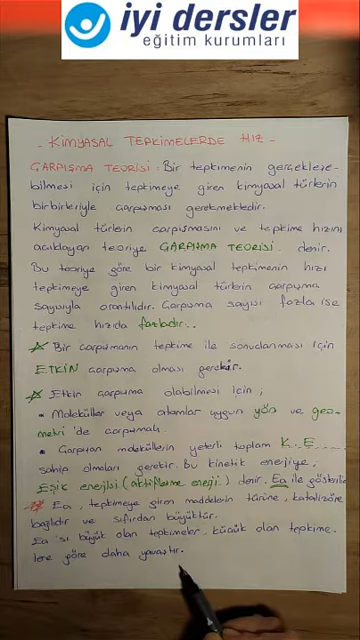 iyi dersler
eğitim kurumları
- KİMYASAL TEPKİMELERDE HIZ -
ÇARPIŞMA TEORİSİ : Bir tepkimenin gerçekleşe-
bilmesi için tepkimeye giren kimyasal türlerin
birbirleriyle çarpışması gerekmektedir.
Kimyasal türlerin çarpışmasını ve tepkime hızını
açıklayan teoriye ÇARPIŞMA TEORİSİ denir.
Bu teoriye göre bir kimyasal tepkimenin hızı
tepkimeye giren kimyasal türlerin çarpışma
sayısıyla orantılıdır. Çarpışma sayısı fazla ise
tepkime hızıda fazladır..
Bir çarpışmanın tepkime ile sonuçlanması için
ETKİN çarpışma olması gerekir.
Etkin çarpışma olabilmesi için ;
• Moleküller veya atomlar uygun yön ve geo-
metri'de çarpışmalı.
• Çarpışan moleküllerin yeterli toplam K.E....
sahip olmaları gerekir. Bu kinetik enerjiye,
Eşik enerjisi (aktifleşme enerji) denir. Ea ile gösterilir
Ea, tepkimeye giren maddelerin türüne, katalizöre
bağlıdır ve sıfırdan büyüktür.
Ea 'sı büyük olan tepkimeler, küçük olan tepkime-
lere göre daha yavaştır.